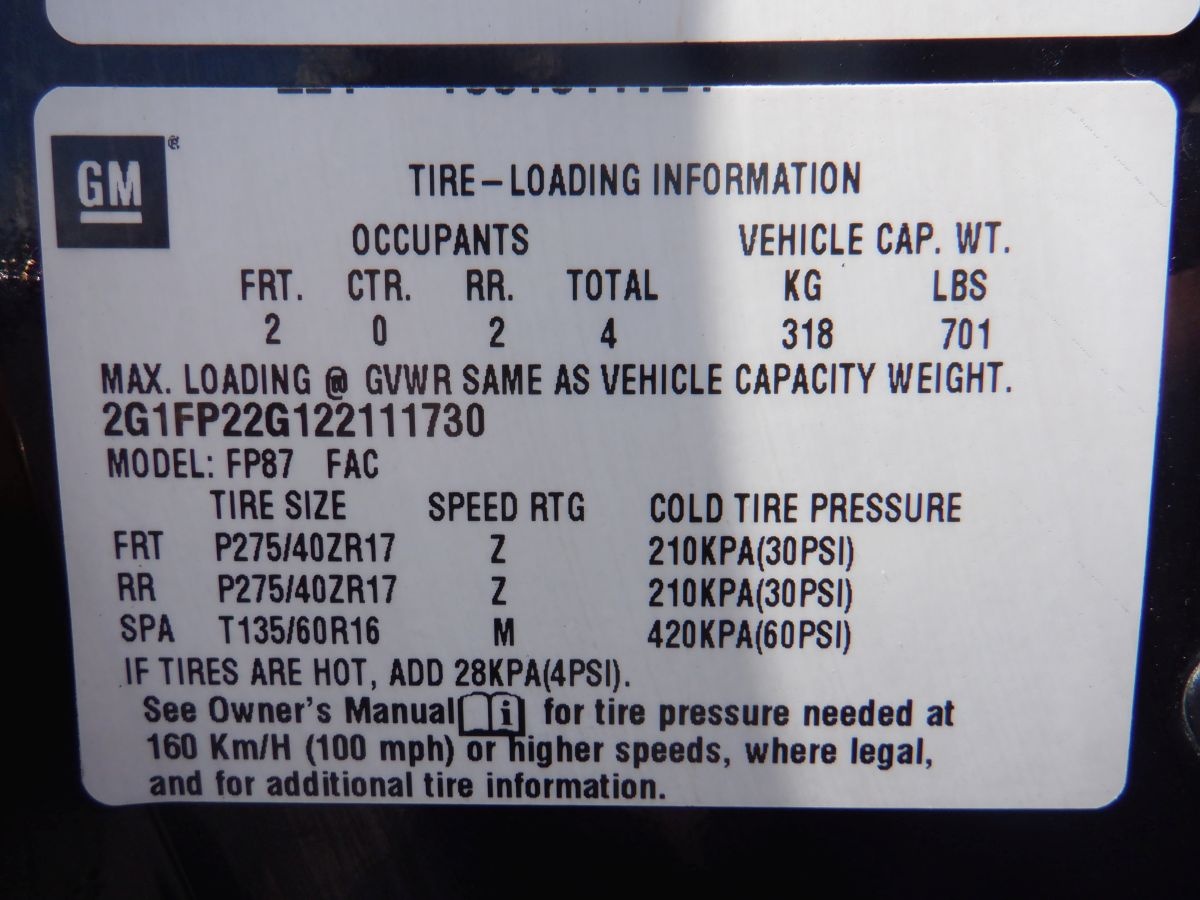 GM®
TIRE-LOADING INFORMATION
OCCUPANTS VEHICLE CAP. WT.
FRT. CTR. RR. TOTAL KG LBS
2 0 2 4 318 701
MAX. LOADING @ GVWR SAME AS VEHICLE CAPACITY WEIGHT.
2G1FP22G122111730
MODEL: FP87 FAC
TIRE SIZE SPEED RTG COLD TIRE PRESSURE
FRT P275/40ZR17 Z 210KPA(30PSI)
RR P275/40ZR17 Z 210KPA(30PSI)
SPA T135/60R16 M 420KPA(60PSI)
IF TIRES ARE HOT, ADD 28KPA(4PSI).
See Owner's Manual i for tire pressure needed at
160 Km/H (100 mph) or higher speeds, where legal,
and for additional tire information.